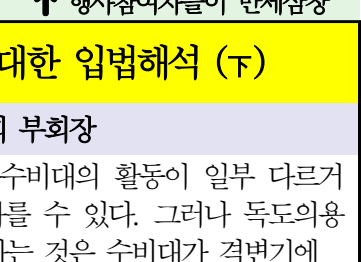 행사참여자들이 만세삼창
대한 입법해석 (下)
부회장
수비대의 활동이 일부 다르거
를 수 있다. 그러나 독도의용
하는 것은 수비대가 격변기에